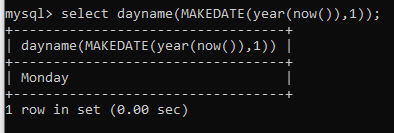 mysql> select dayname(MAKEDATE(year(now()),1));
+----------------------------------+
| dayname(MAKEDATE(year(now()),1)) |
+----------------------------------+
| Monday                           |
+----------------------------------+
1 row in set (0.00 sec)